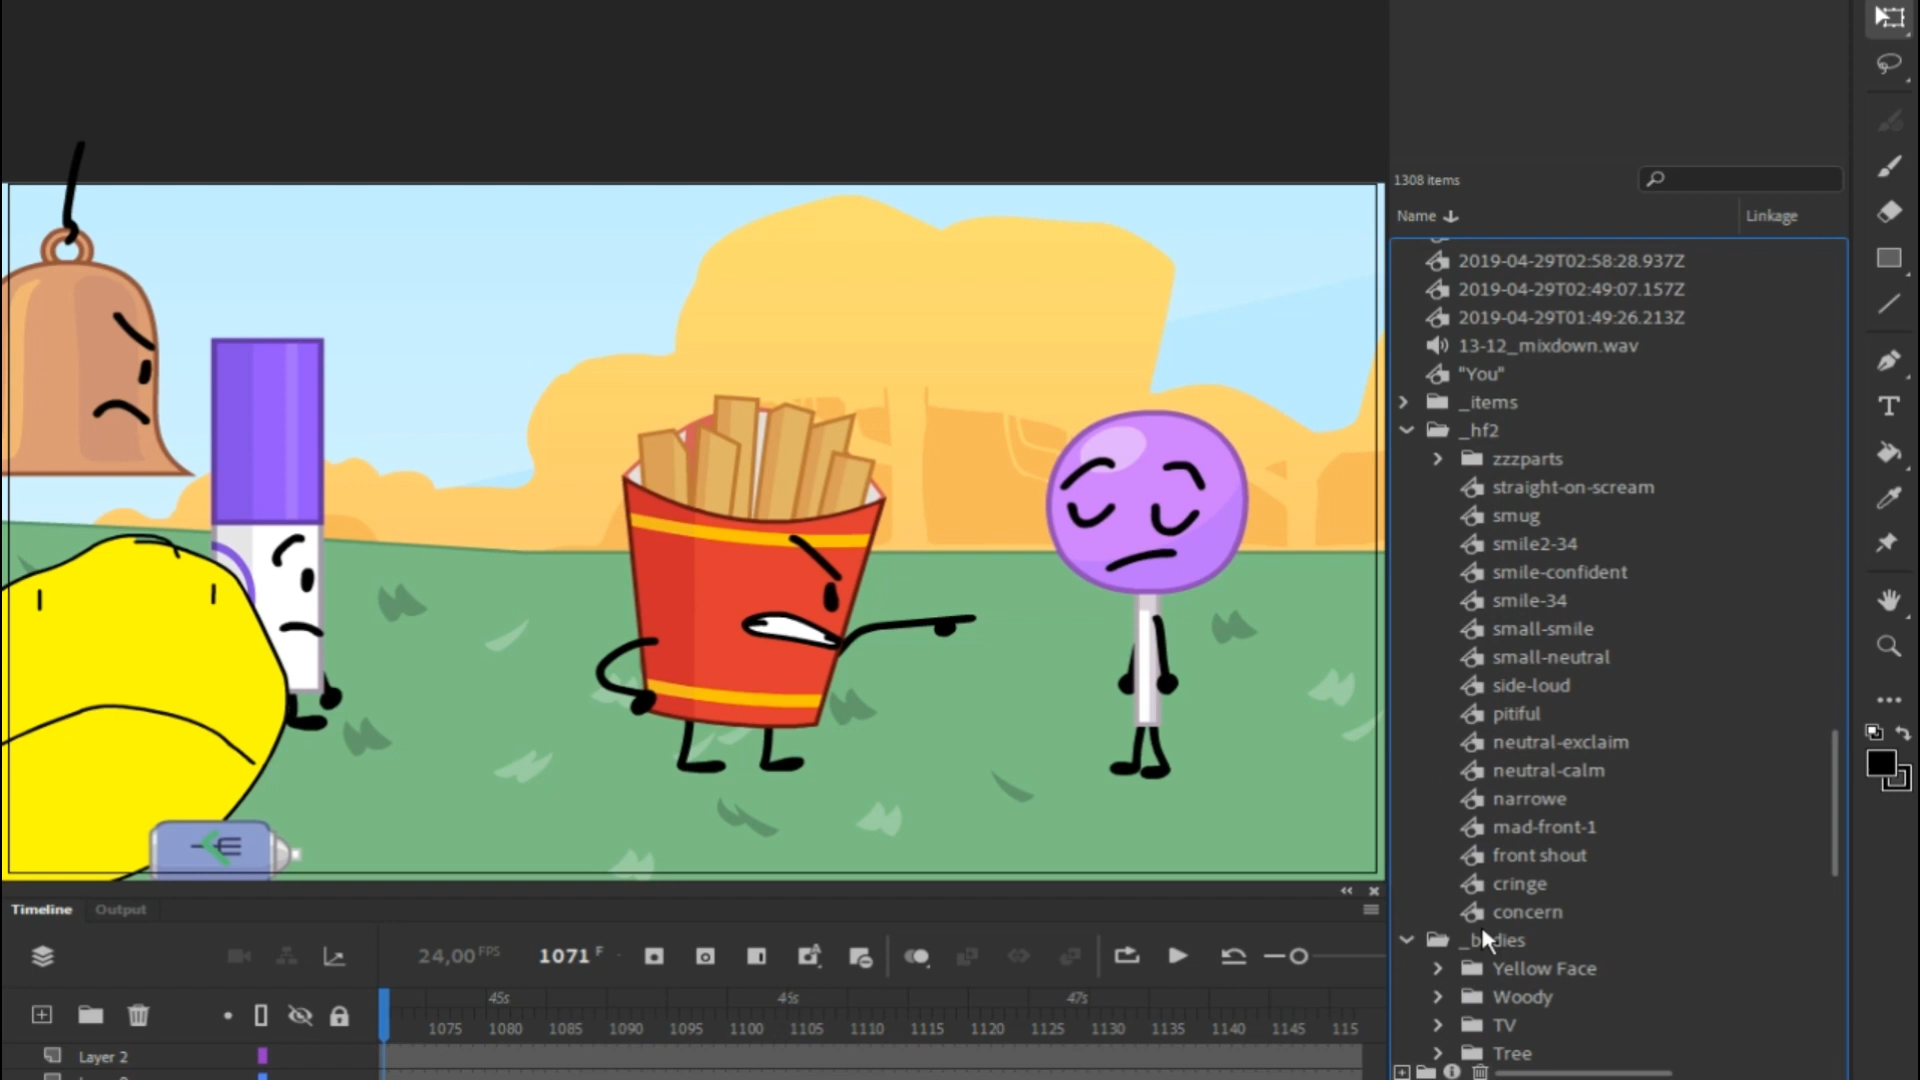 1308 items
Name
Linkage
2019-04-29T02:58:28.937Z
2019-04-29T02:49:07.157Z
2019-04-29T01:49:26.213Z
13-12_mixdown.wav
"You"
_items
_hf2
zzzparts
straight-on-scream
smug
smile2-34
smile-confident
smile-34
small-smile
small-neutral
side-loud
pitiful
neutral-exclaim
neutral-calm
narrowe
mad-front-1
front shout
cringe
concern
_bodies
Yellow Face
Woody
TV
Tree
Timeline
Output
24,00 FPS
1071 F
45s
46s
47s
1075 1080 1085 1090 1095 1100 1105 1110 1115 1120 1125 1130 1135 1140 1145 115
Layer 2